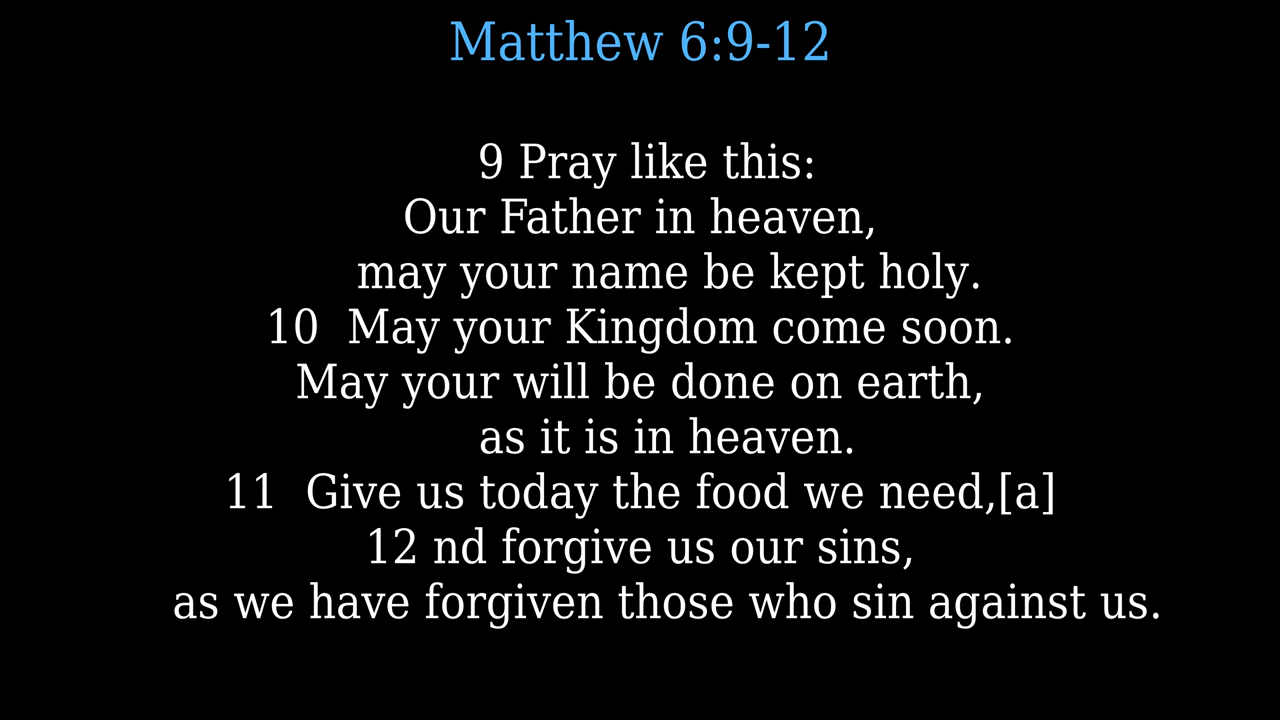 Matthew 6:9-12
9 Pray like this:
Our Father in heaven,
may your name be kept holy.
10 May your Kingdom come soon.
May your will be done on earth,
as it is in heaven.
11 Give us today the food we need,[a]
12 nd forgive us our sins,
as we have forgiven those who sin against us.